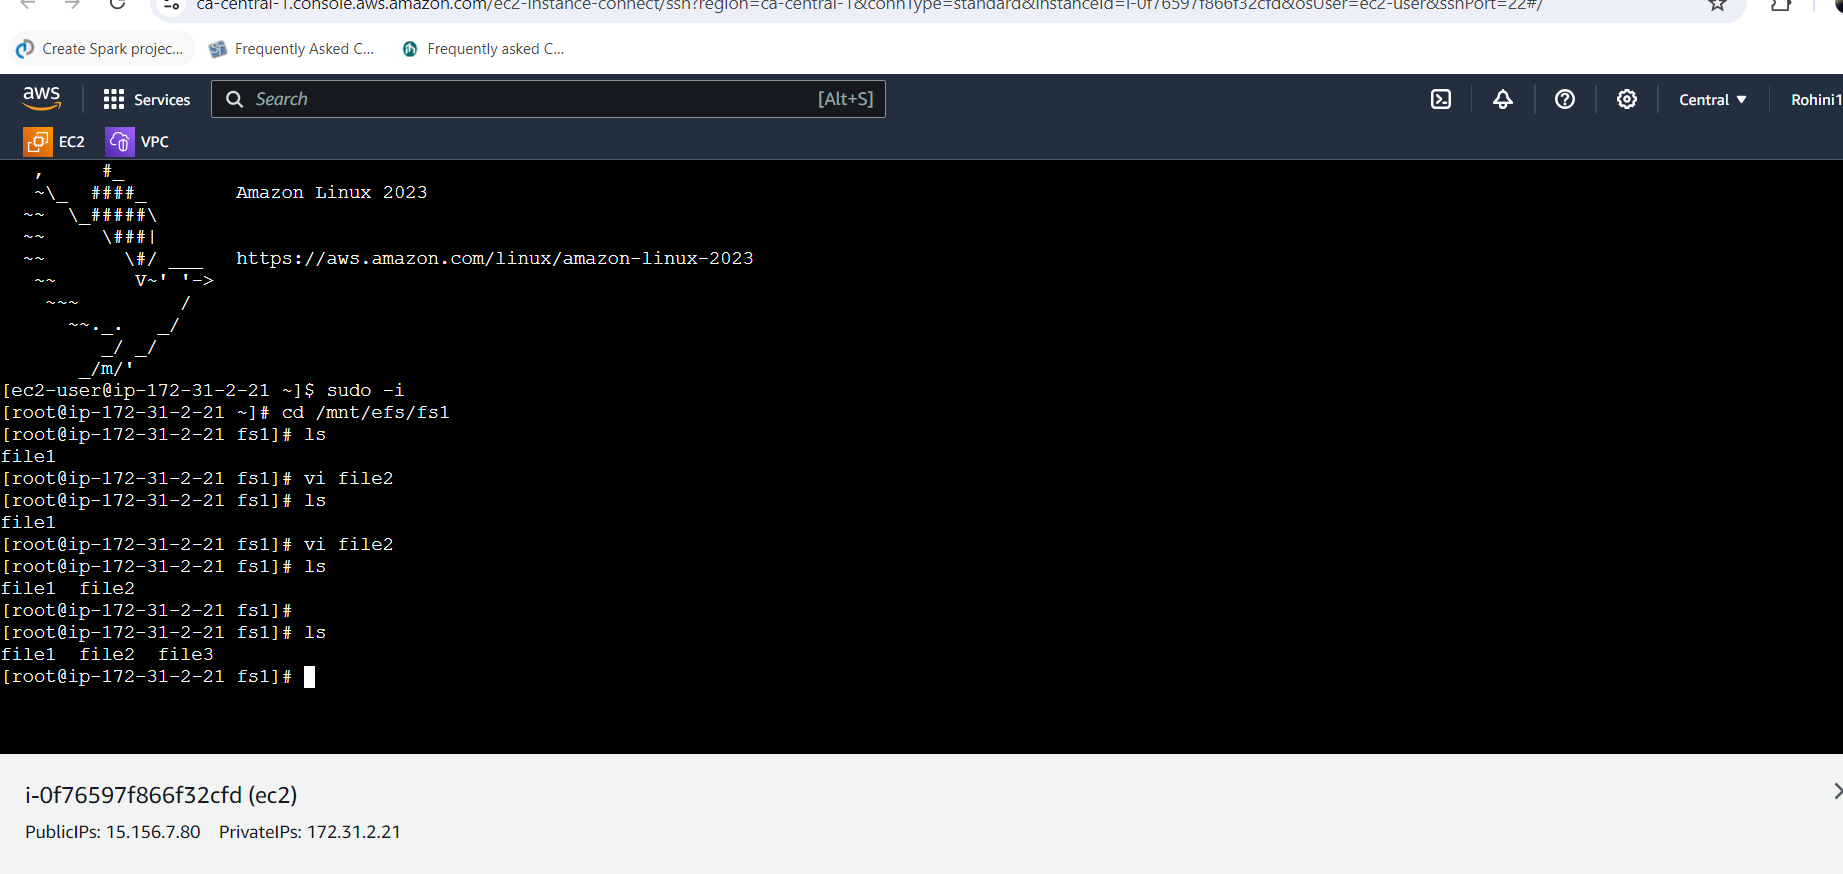 ca-central-1.console.aws.amazon.com/ec2-instance-connect/ssh?region=ca-central-1&connType=standard&instanceId=i-0f76597f866f32cfd&osUser=ec2-user&sshPort=22#/
Create Spark projec... Frequently Asked C... Frequently asked C...
aws Services Search [Alt+S] Central ▼ Rohini1
EC2 VPC
   ,     #_
   ~\_  ####_        Amazon Linux 2023
  ~~  \_#####\
  ~~     \###|
  ~~       \#/ ___   https://aws.amazon.com/linux/amazon-linux-2023
   ~~       V~' '->
    ~~~         /
      ~~._.   _/
         _/ _/
       _/m/'
[ec2-user@ip-172-31-2-21 ~]$ sudo -i
[root@ip-172-31-2-21 ~]# cd /mnt/efs/fs1
[root@ip-172-31-2-21 fs1]# ls
file1
[root@ip-172-31-2-21 fs1]# vi file2
[root@ip-172-31-2-21 fs1]# ls
file1
[root@ip-172-31-2-21 fs1]# vi file2
[root@ip-172-31-2-21 fs1]# ls
file1  file2
[root@ip-172-31-2-21 fs1]#
[root@ip-172-31-2-21 fs1]# ls
file1  file2  file3
[root@ip-172-31-2-21 fs1]#
i-0f76597f866f32cfd (ec2)
PublicIPs: 15.156.7.80 PrivateIPs: 172.31.2.21